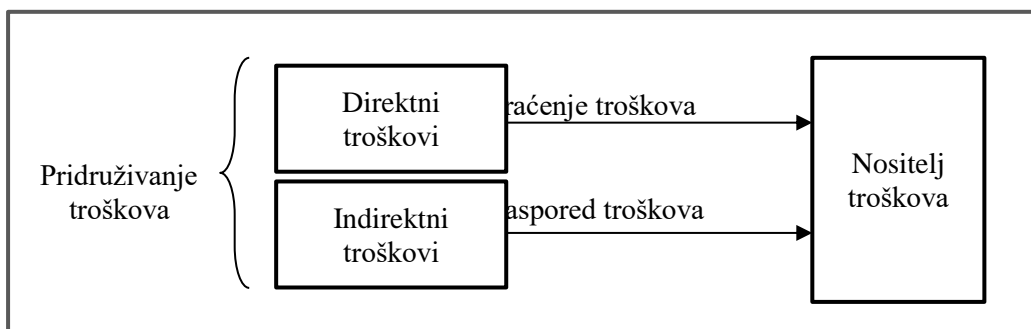 Direktni
troškovi
raćenje troškova
Pridruživanje
troškova
Indirektni
troškovi
aspored troškova
Nositelj
troškova